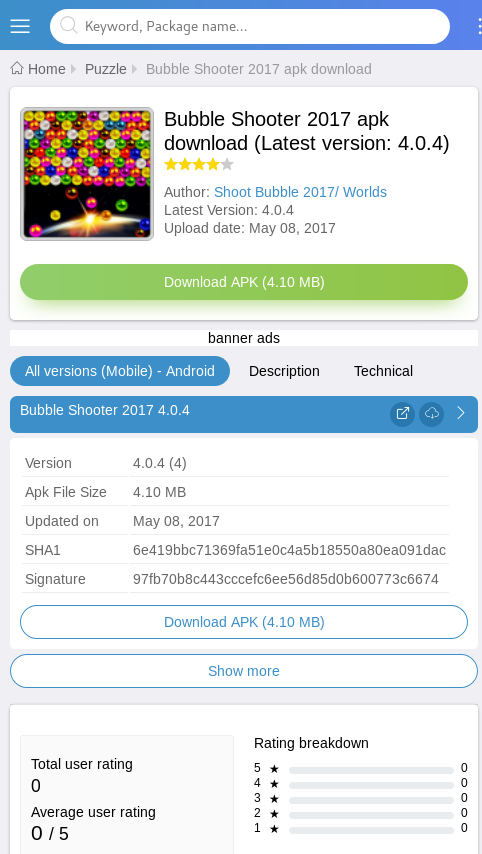 Keyword, Package name...
Home Puzzle Bubble Shooter 2017 apk download
Bubble Shooter 2017 apk
download (Latest version: 4.0.4)
Author: Shoot Bubble 2017/ Worlds
Latest Version: 4.0.4
Upload date: May 08, 2017
Download APK (4.10 MB)
banner ads
All versions (Mobile) - Android Description Technical
Bubble Shooter 2017 4.0.4
Version 4.0.4 (4)
Apk File Size 4.10 MB
Updated on May 08, 2017
SHA1 6e419bbc71369fa51e0c4a5b18550a80ea091dac
Signature 97fb70b8c443cccefc6ee56d85d0b600773c6674
Download APK (4.10 MB)
Show more
Rating breakdown
Total user rating
0
Average user rating
0 / 5
5 ★ 0
4 ★ 0
3 ★ 0
2 ★ 0
1 ★ 0